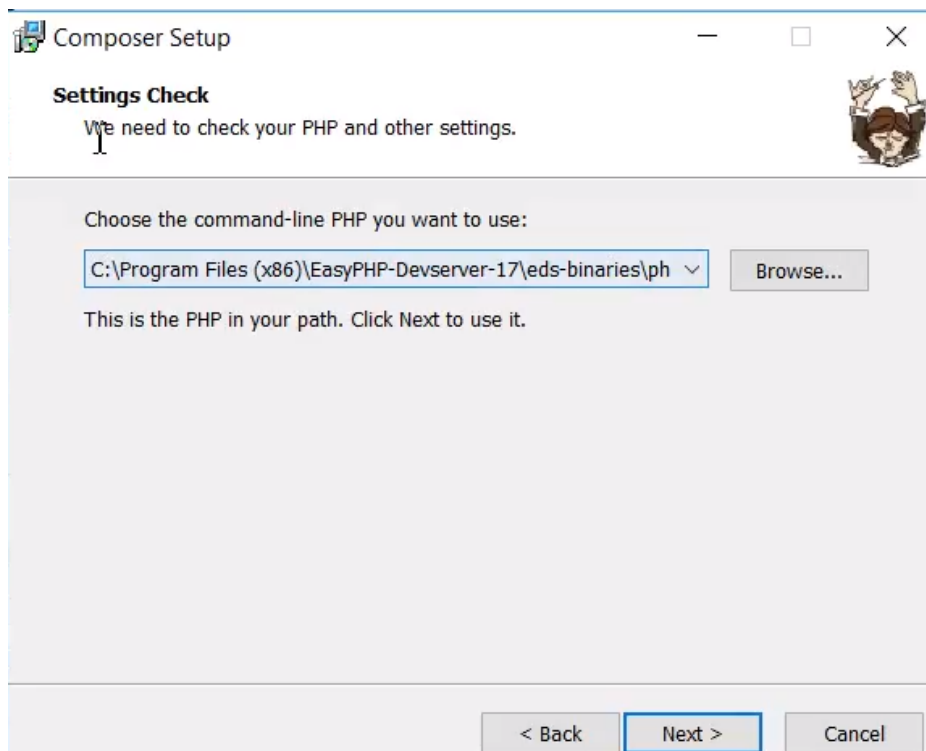 Composer Setup
Settings Check
We need to check your PHP and other settings.
Choose the command-line PHP you want to use:
C:\Program Files (x86)\EasyPHP-Devserver-17\eds-binaries\ph
Browse...
This is the PHP in your path. Click Next to use it.
< Back
Next >
Cancel